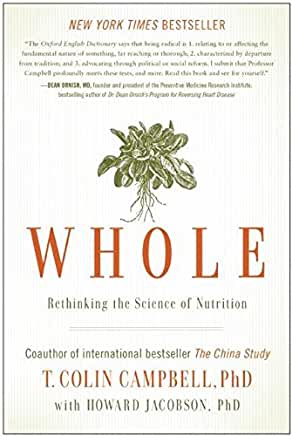 NEW YORK TIMES BESTSELLER
"The Oxford English Dictionary says that being radical is 1. relating to or affecting the
fundamental nature of something, far reaching or thorough; 2. characterized by departure
from tradition; and 3. advocating through political or social reform. I submit that Professor
Campbell profoundly meets these tests, and more. Read this book and see for yourself."
—DEAN ORNISH, MD, founder and president of the Preventive Medicine Research Institute;
bestselling author of Dr. Dean Ornish's Program for Reversing Heart Disease
WHOLE
Rethinking the Science of Nutrition
Coauthor of international bestseller The China Study
T. COLIN CAMPBELL, PhD
with HOWARD JACOBSON, PhD